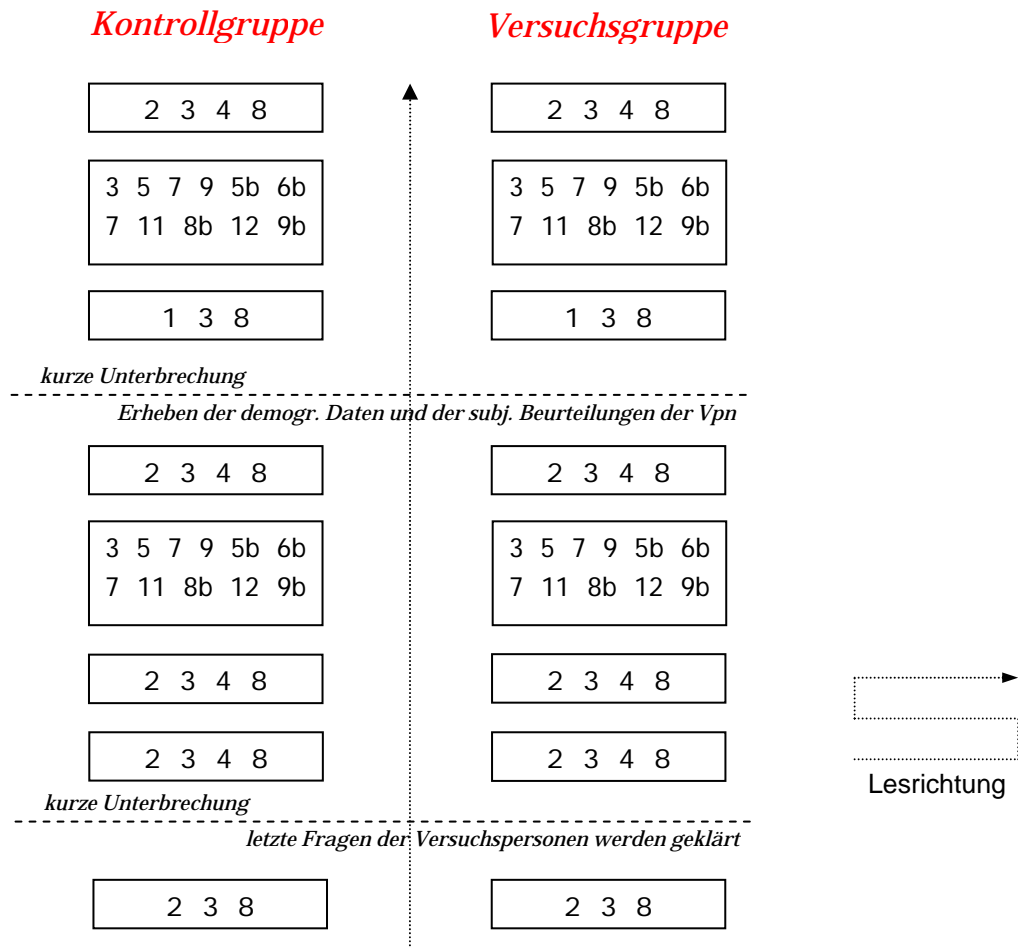 Kontrollgruppe Versuchsgruppe
2 3 4 8 2 3 4 8
3 5 7 9 5b 6b 3 5 7 9 5b 6b
7 11 8b 12 9b 7 11 8b 12 9b
1 3 8 1 3 8
kurze Unterbrechung
Erheben der demogr. Daten und der subj. Beurteilungen der Vpn
2 3 4 8 2 3 4 8
3 5 7 9 5b 6b 3 5 7 9 5b 6b
7 11 8b 12 9b 7 11 8b 12 9b
2 3 4 8 2 3 4 8
2 3 4 8 2 3 4 8
Lesrichtung
kurze Unterbrechung
letzte Fragen der Versuchspersonen werden geklärt
2 3 8 2 3 8